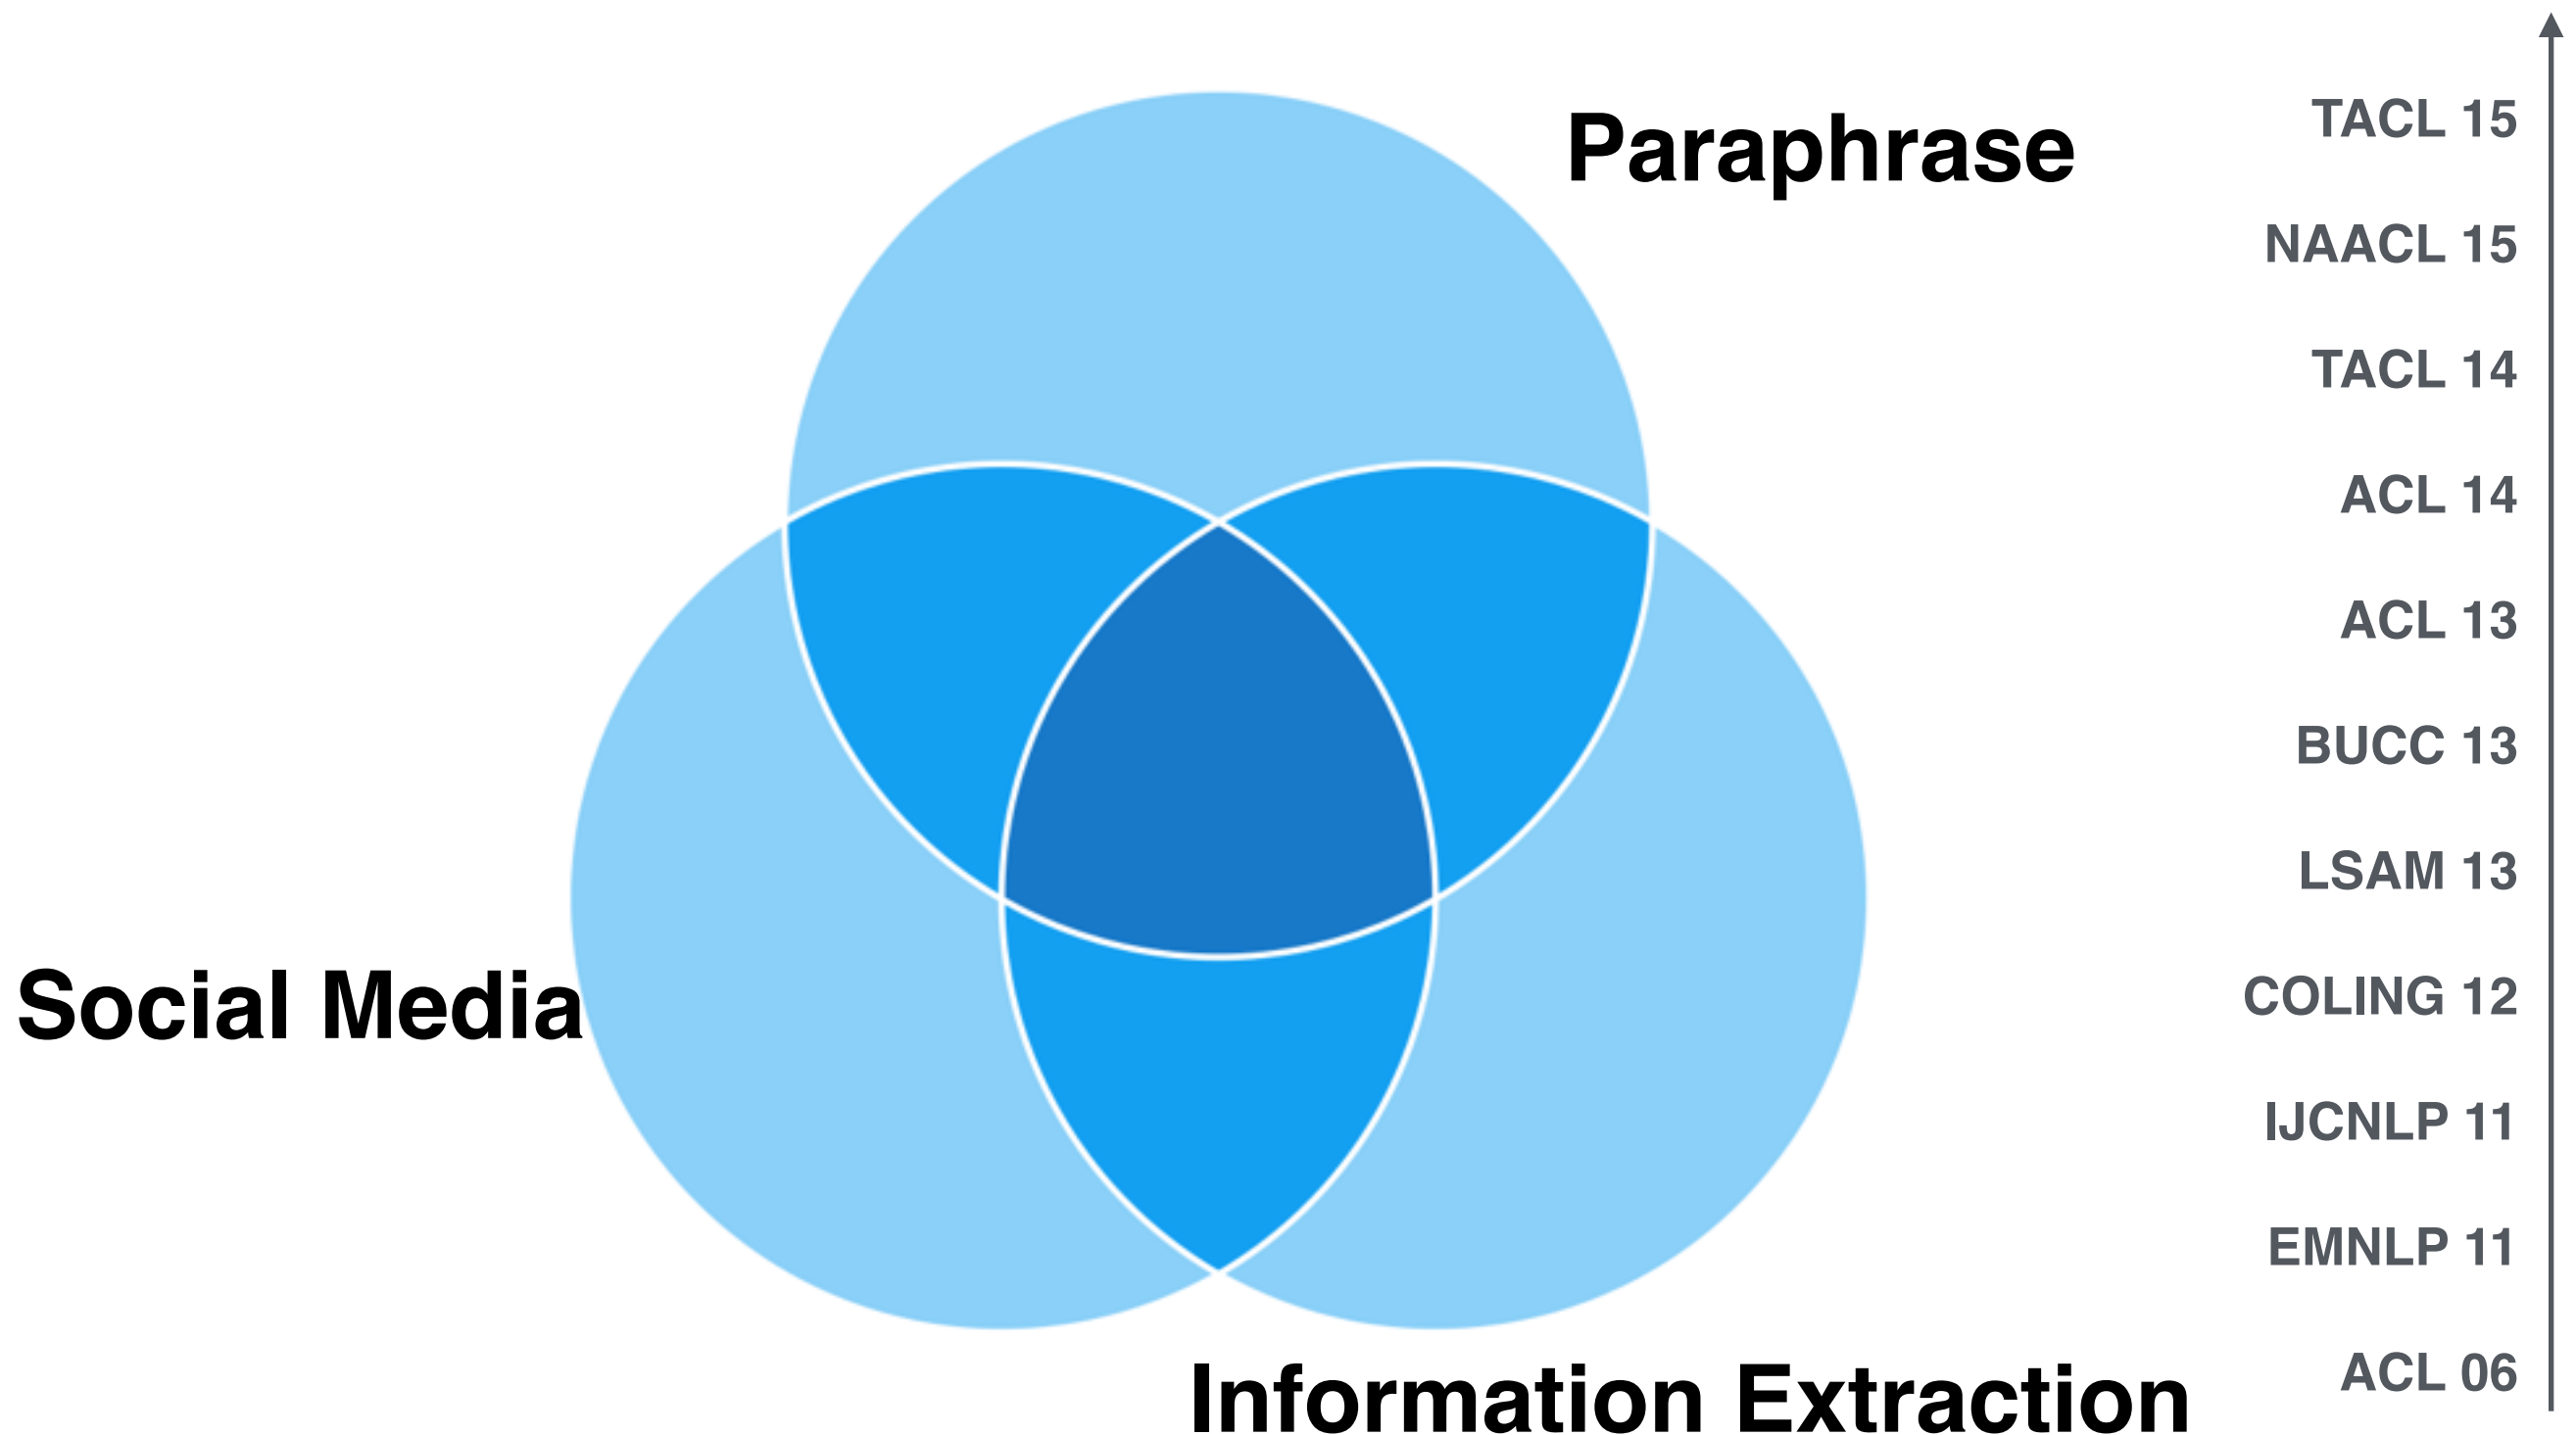 Paraphrase
Social Media
Information Extraction
TACL 15
NAACL 15
TACL 14
ACL 14
ACL 13
BUCC 13
LSAM 13
COLING 12
IJCNLP 11
EMNLP 11
ACL 06